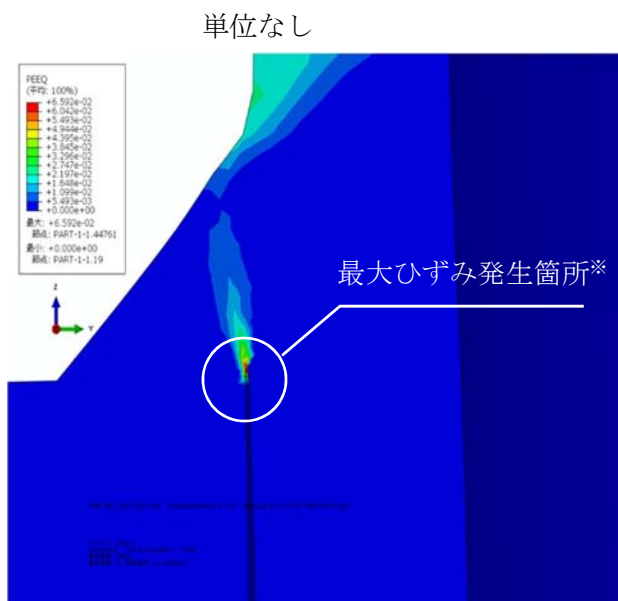 単位なし
PEEQ
(平均: 100%)
+6.592e-02
+6.042e-02
+5.493e-02
+4.944e-02
+4.395e-02
+3.845e-02
+3.296e-02
+2.747e-02
+2.197e-02
+1.648e-02
+1.099e-02
+5.493e-03
+0.000e+00
最大: +6.592e-02
節点: PART-1-1.44761
最小: +0.000e+00
節点: PART-1-1.19
最大ひずみ発生箇所※
Z
Y